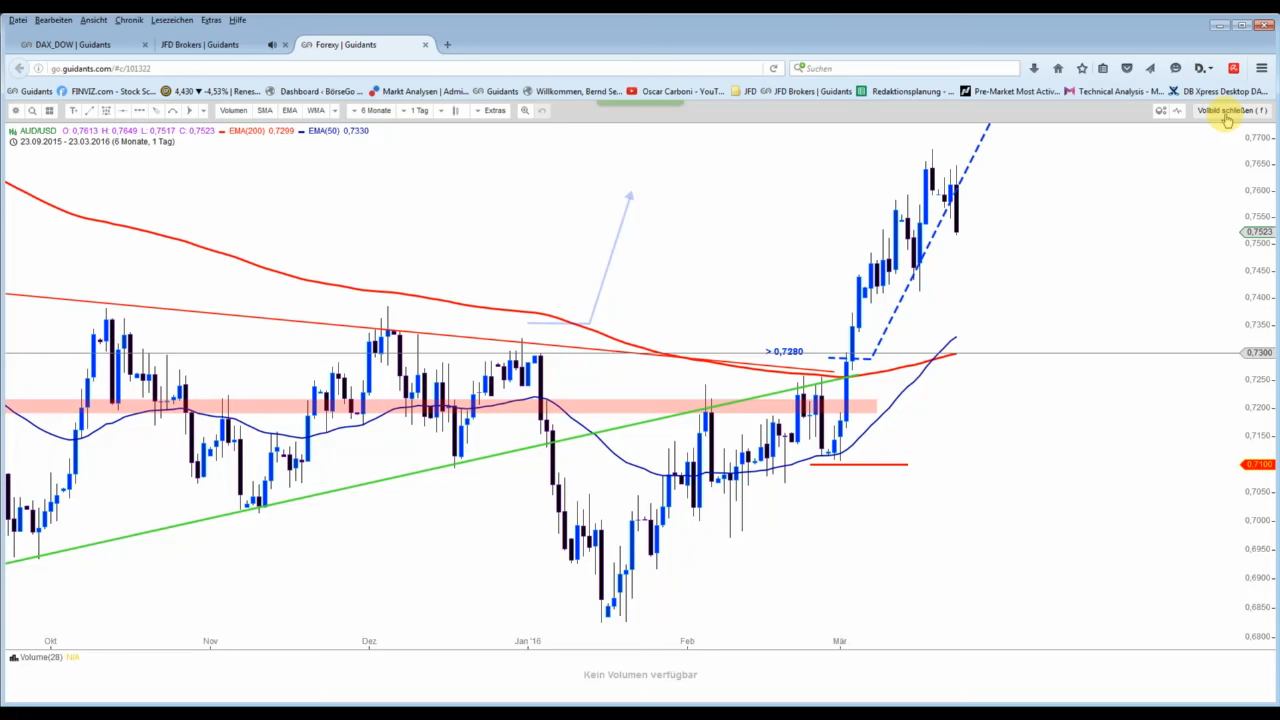 Datei Bearbeiten Ansicht Chronik Lesezeichen Extras Hilfe
DAX_DOW | Guidants JFD Brokers | Guidants Forexy | Guidants
go.guidants.com/#c/101322 Suchen
Guidants FINVIZ.com - Stock Sc... 4,430 -4,53% | Renes... Dashboard - BörseGo ... Markt Analysen | Admi... Willkommen, Bernd Se... Oscar Carboni - YouT... JFD JFD Brokers | Guidants Redaktionsplanung - ... Pre-Market Most Activ... Technical Analysis - M... DB Xpress Desktop DA...
Volumen SMA EMA WMA 6 Monate 1 Tag Extras Vollbild schließen ( f )
AUD/USD O: 0,7613 H: 0,7649 L: 0,7517 C: 0,7523 EMA(200) 0,7299 EMA(50) 0,7330
23.09.2015 - 23.03.2016 (6 Monate, 1 Tag)
0,7700
0,7650
0,7600
0,7550
0,7523
0,7500
0,7450
0,7400
0,7350
> 0,7280
0,7300
0,7250
0,7200
0,7150
0,7100
0,7050
0,7000
0,6950
0,6900
0,6850
0,6800
Okt Nov Dez Jan '16 Feb Mär
Volume(28) N/A
Kein Volumen verfügbar